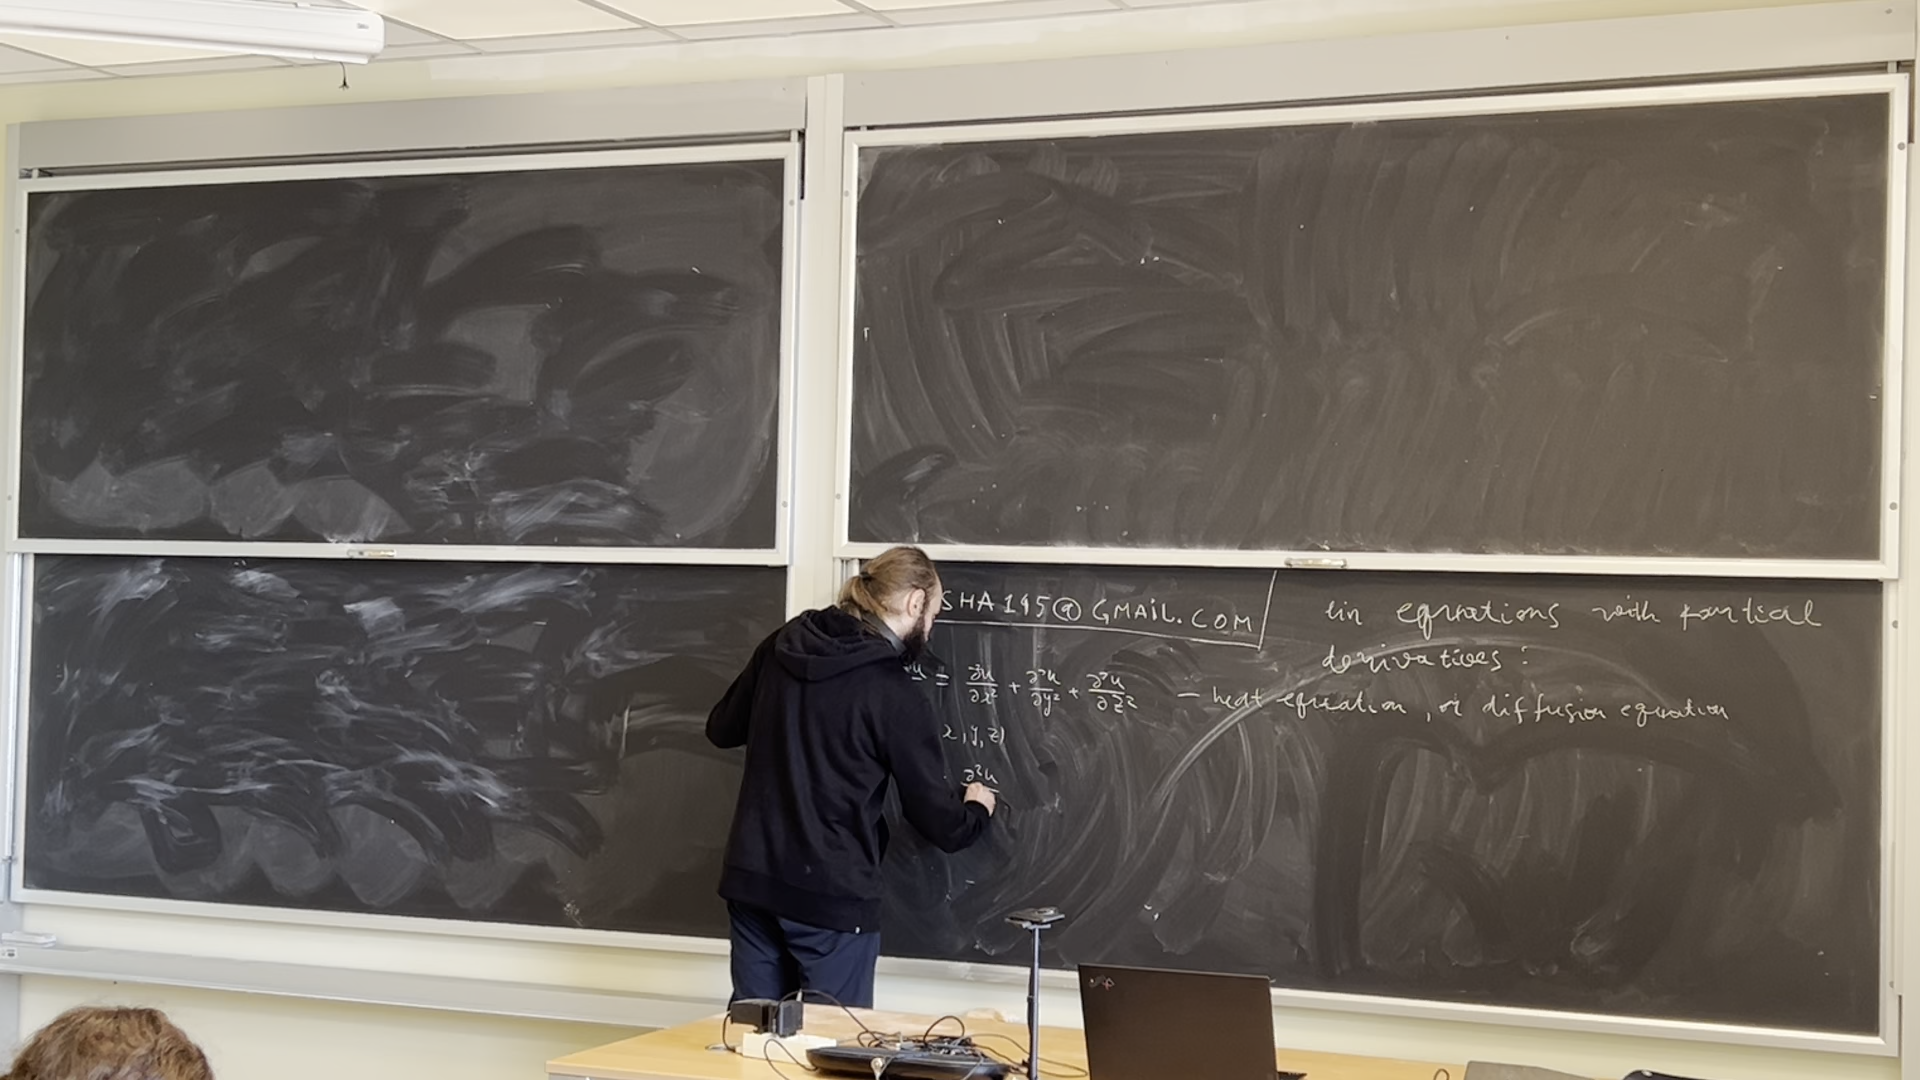 SHA195@GMAIL.COM
lin equations with partial
derivatives:
= ∂²u/∂x² + ∂²u/∂y² + ∂²u/∂z² — heat equation, or diffusion equation
x, y, z)
∂²u